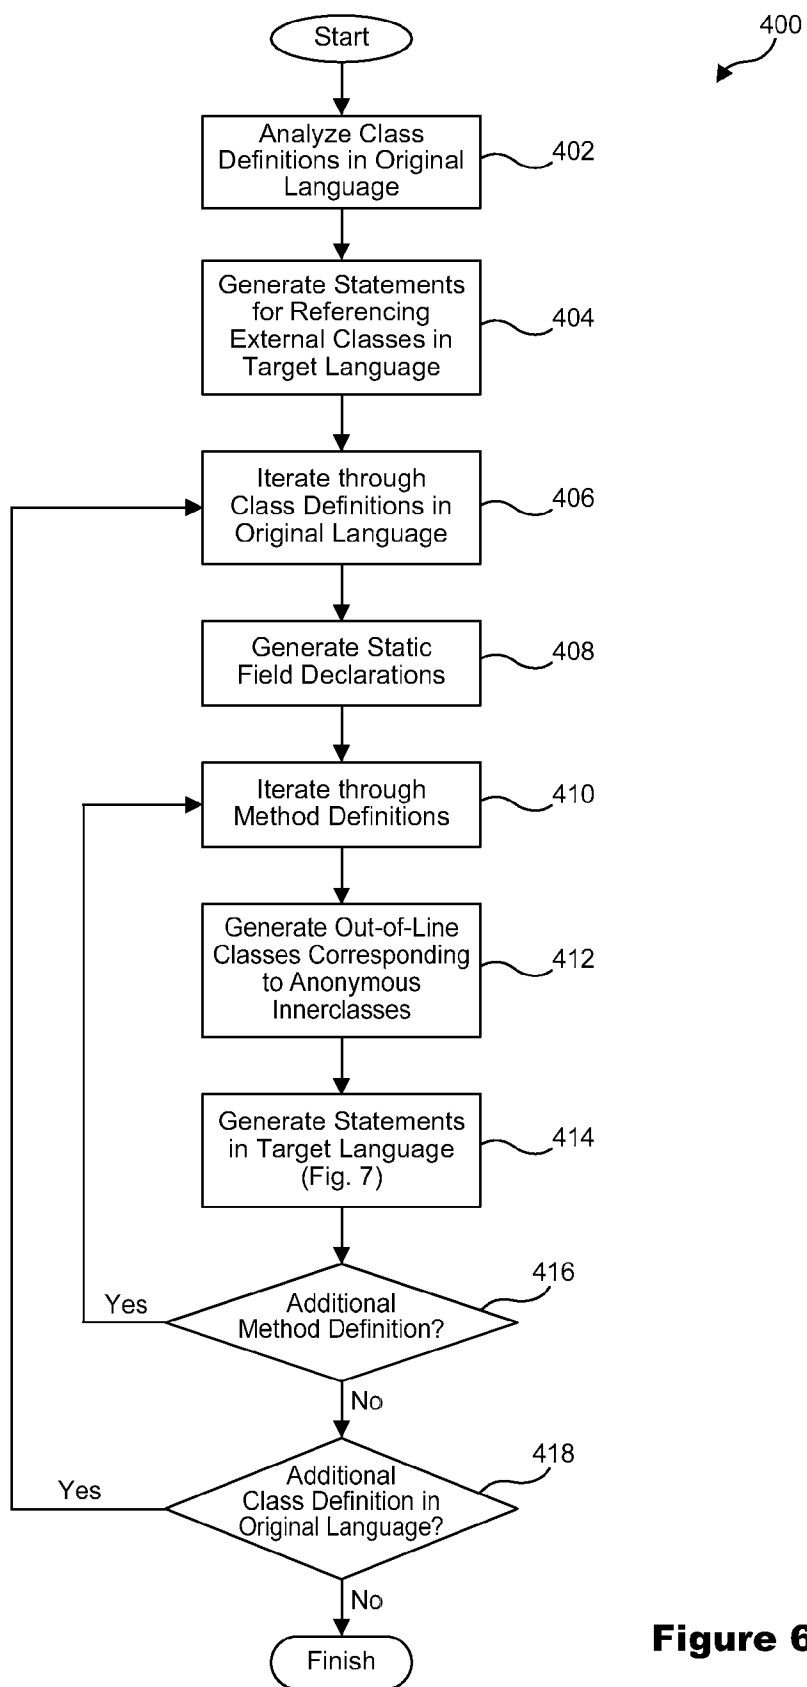 Start
400
Analyze Class
Definitions in Original
Language
402
Generate Statements
for Referencing
External Classes in
Target Language
404
Iterate through
Class Definitions in
Original Language
406
Generate Static
Field Declarations
408
Iterate through
Method Definitions
410
Generate Out-of-Line
Classes Corresponding
to Anonymous
Innerclasses
412
Generate Statements
in Target Language
(Fig. 7)
414
Additional
Method Definition?
416
Yes
No
Additional
Class Definition in
Original Language?
418
Yes
No
Finish
Figure 6